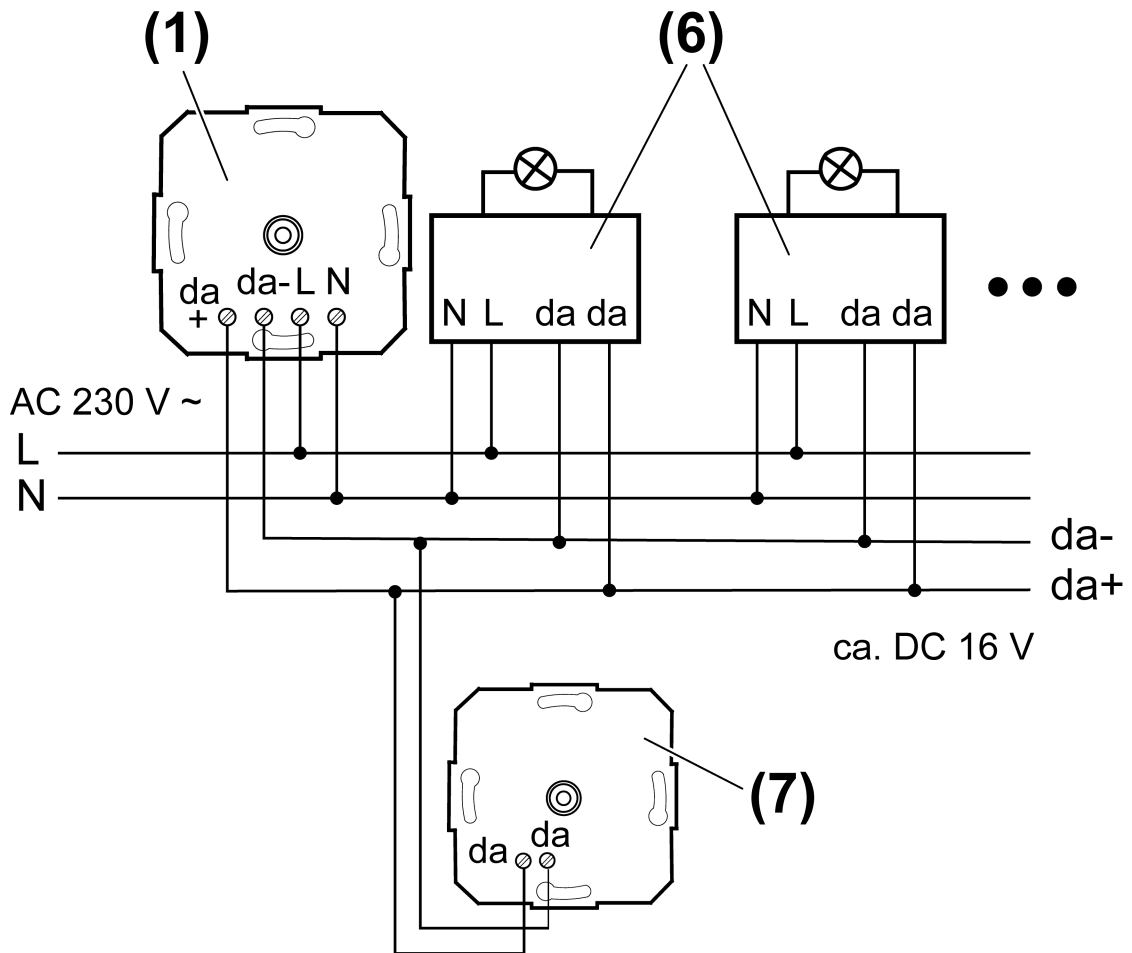 (1)
(6)
da
+
da- L N
N L da da
N L da da
AC 230 V ~
L
N
da-
da+
ca. DC 16 V
(7)
da
da